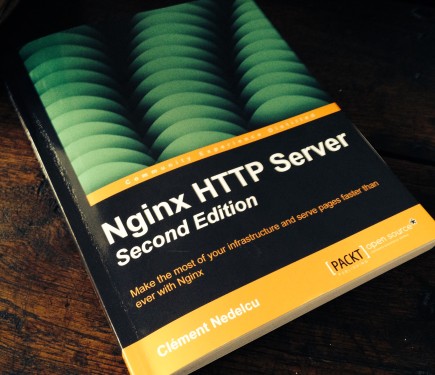 Community Experience Distilled
Nginx HTTP Server
Second Edition
Make the most of your infrastructure and serve pages faster than
ever with Nginx
[PACKT] open source*
Clément Nedelcu